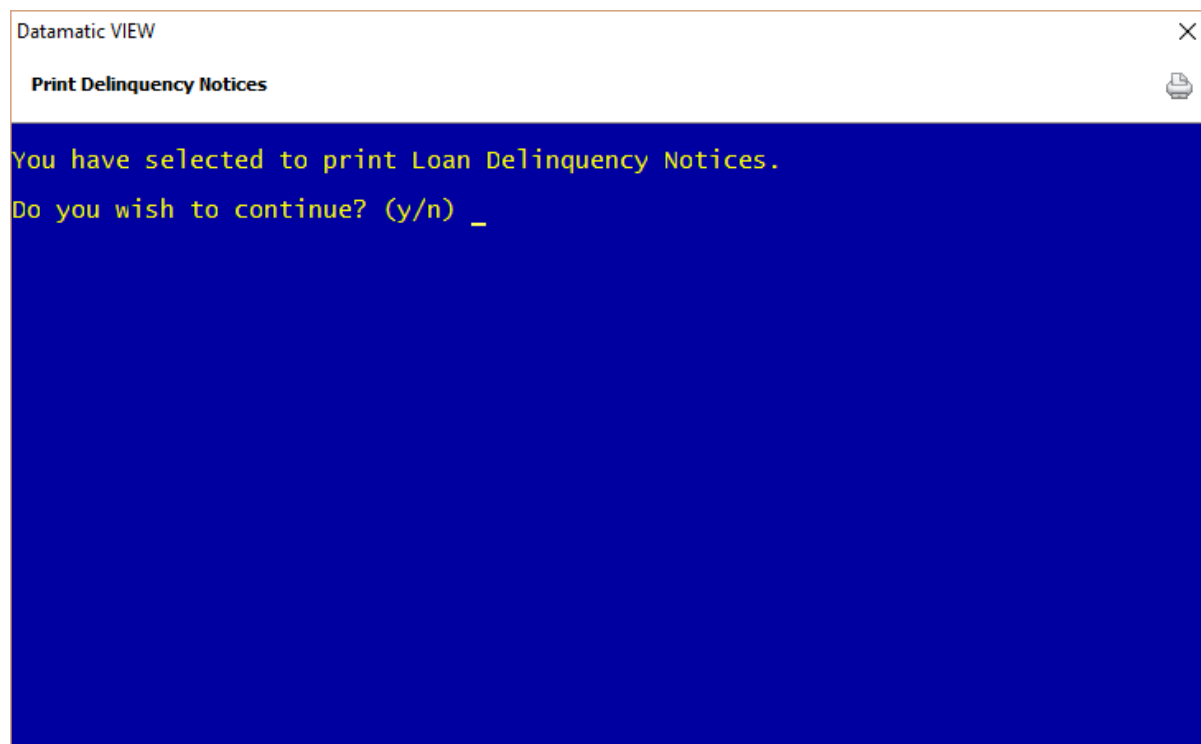 Datamatic VIEW
Print Delinquency Notices
You have selected to print Loan Delinquency Notices.
Do you wish to continue? (y/n) _